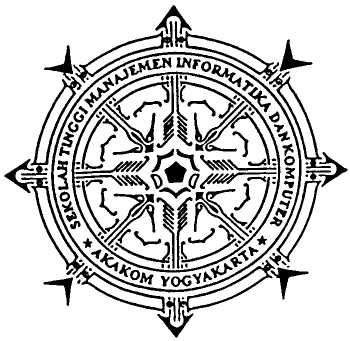 SEKOLAH TINGGI MANAJEMEN INFORMATIKA DAN KOMPUTER
★ AKAKOM YOGYAKARTA ★